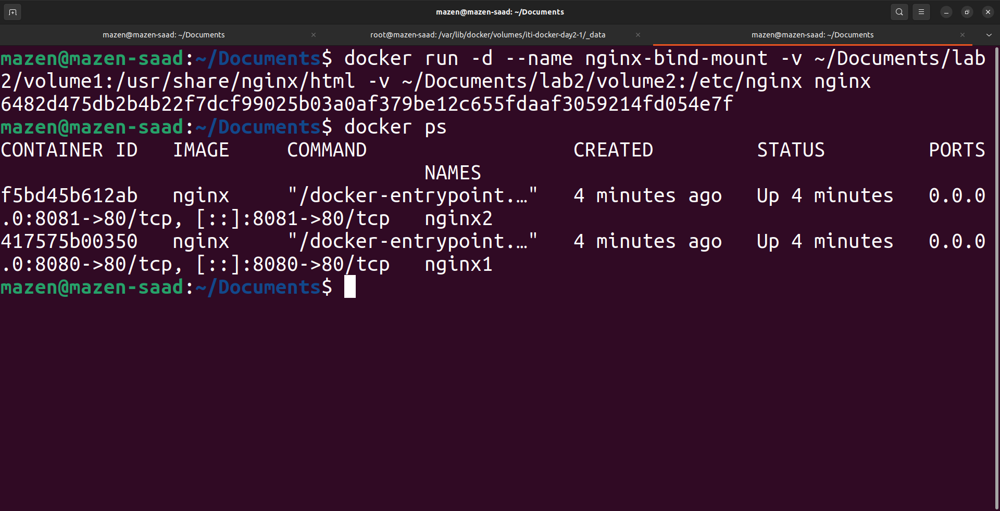 mazen@mazen-saad: ~/Documents
mazen@mazen-saad: ~/Documents
root@mazen-saad: /var/lib/docker/volumes/iti-docker-day2-1/_data
mazen@mazen-saad: ~/Documents
mazen@mazen-saad:~/Documents$ docker run -d --name nginx-bind-mount -v ~/Documents/lab
2/volume1:/usr/share/nginx/html -v ~/Documents/lab2/volume2:/etc/nginx nginx
6482d475db2b4b22f7dcf99025b03a0af379be12c655fdaaf3059214fd054e7f
mazen@mazen-saad:~/Documents$ docker ps
CONTAINER ID   IMAGE     COMMAND                  CREATED         STATUS         PORTS
                                     NAMES
f5bd45b612ab   nginx     "/docker-entrypoint.…"   4 minutes ago   Up 4 minutes   0.0.0
.0:8081->80/tcp, [::]:8081->80/tcp   nginx2
417575b00350   nginx     "/docker-entrypoint.…"   4 minutes ago   Up 4 minutes   0.0.0
.0:8080->80/tcp, [::]:8080->80/tcp   nginx1
mazen@mazen-saad:~/Documents$